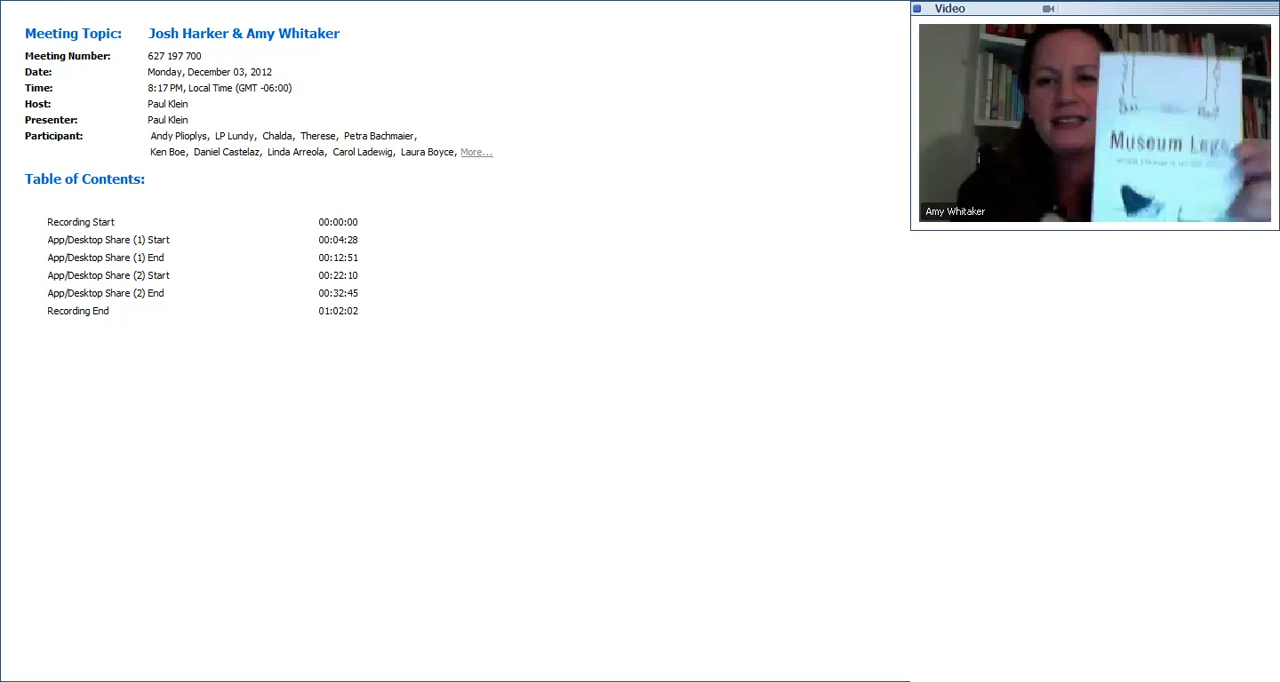 Meeting Topic: Josh Harker & Amy Whitaker
Meeting Number: 627 197 700
Date: Monday, December 03, 2012
Time: 8:17 PM, Local Time (GMT -06:00)
Host: Paul Klein
Presenter: Paul Klein
Participant: Andy Plioplys, LP Lundy, Chalda, Therese, Petra Bachmaier,
Ken Boe, Daniel Castelaz, Linda Arreola, Carol Ladewig, Laura Boyce, More...
Table of Contents:
Recording Start 00:00:00
App/Desktop Share (1) Start 00:04:28
App/Desktop Share (1) End 00:12:51
App/Desktop Share (2) Start 00:22:10
App/Desktop Share (2) End 00:32:45
Recording End 01:02:02
Video
Museum Legs
Amy Whitaker